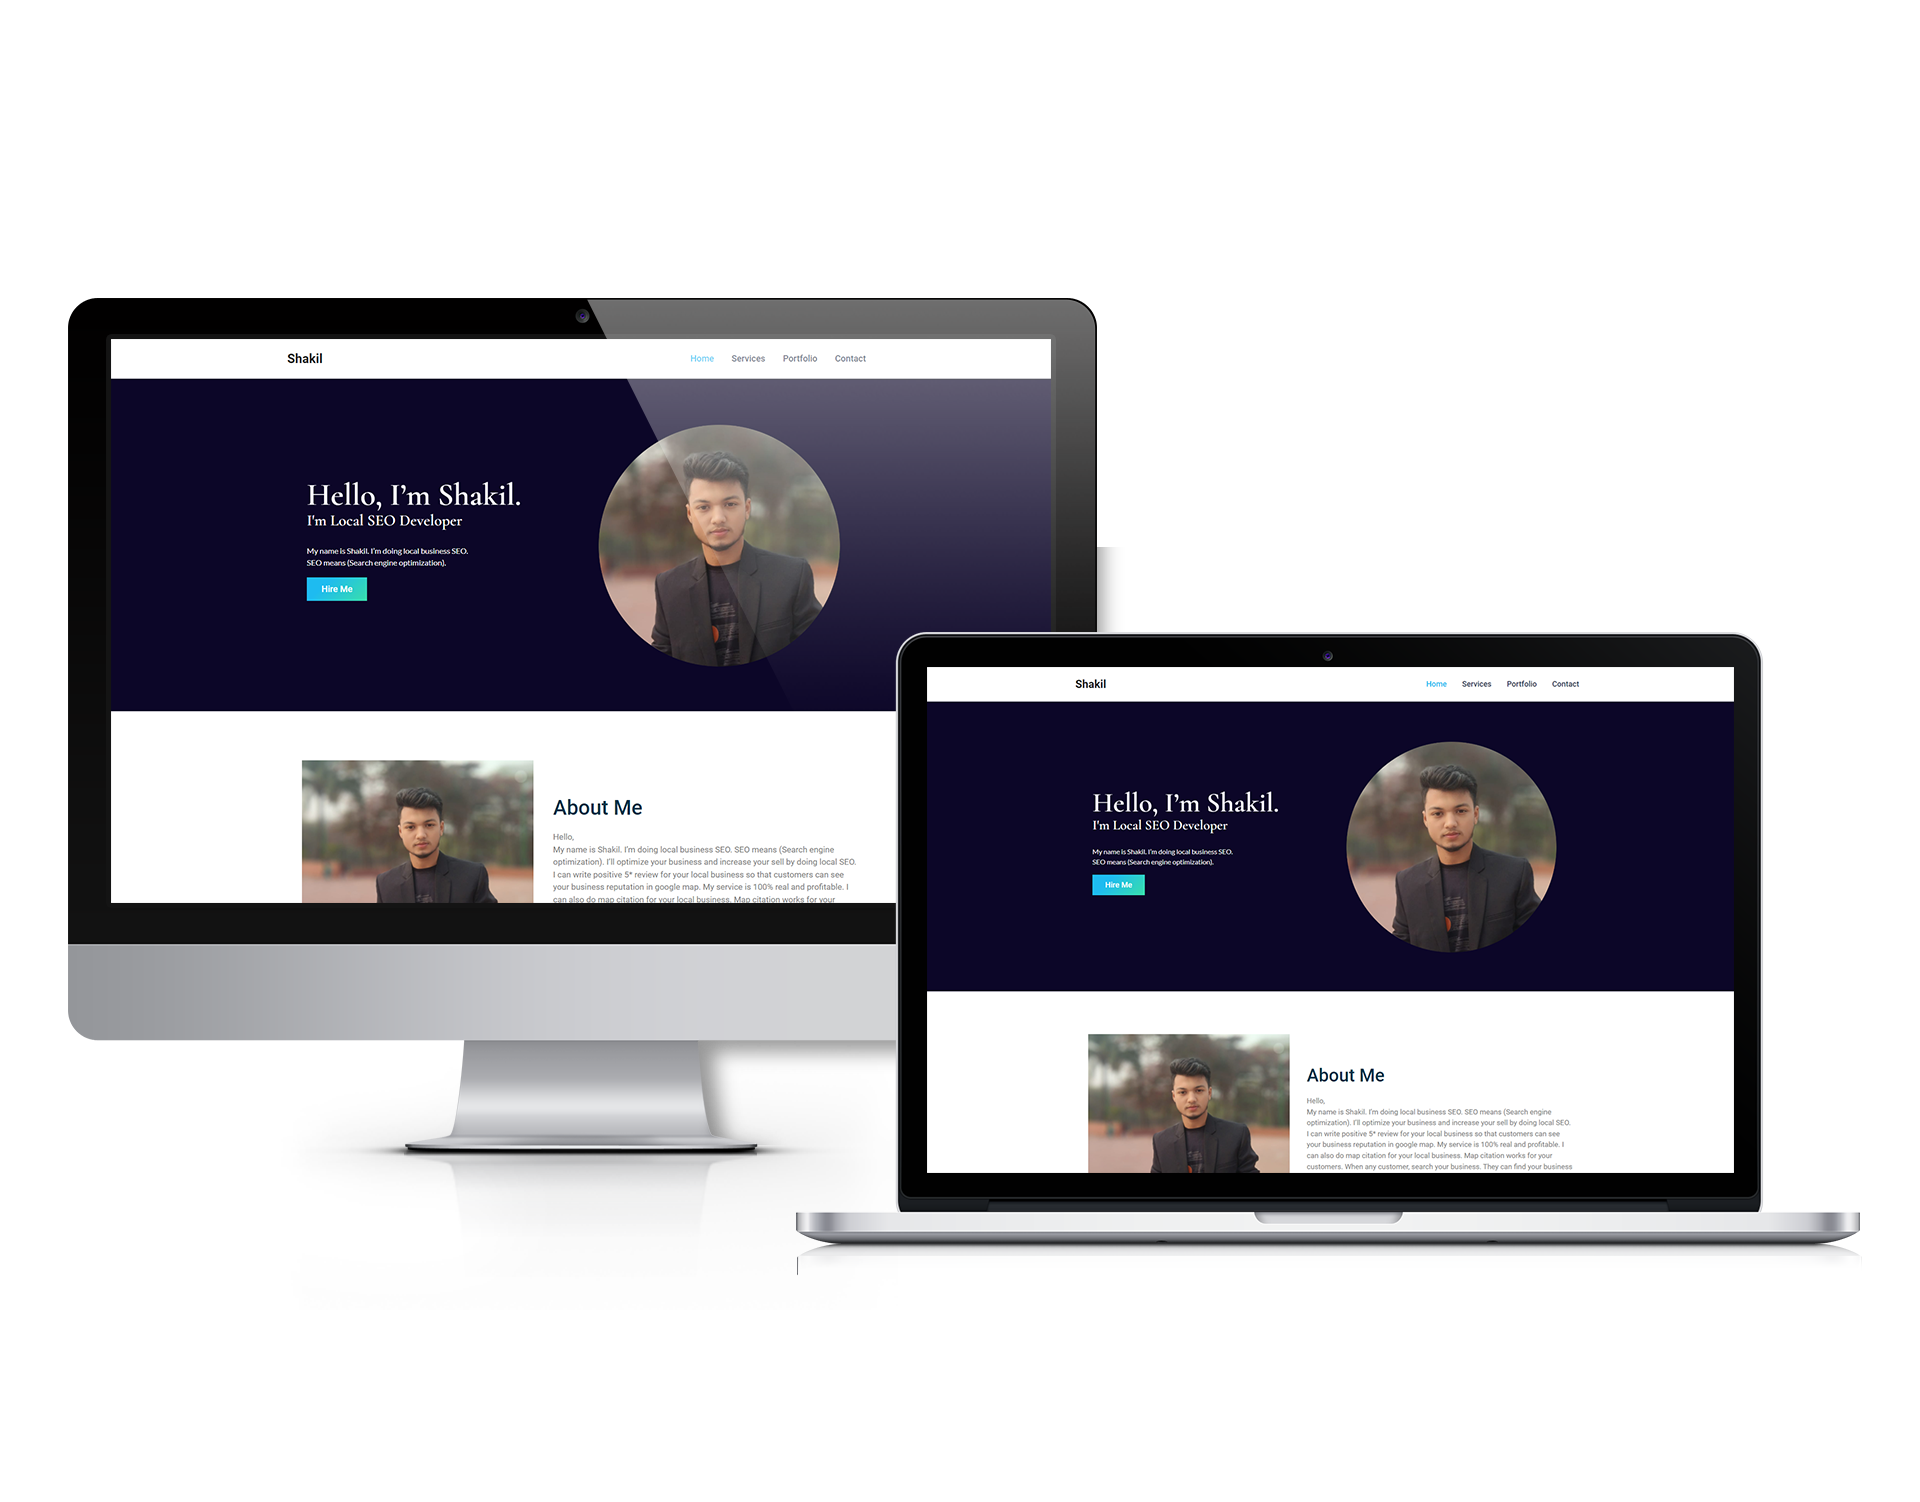 Shakil
Home Services Portfolio Contact
Hello, I'm Shakil.
I'm Local SEO Developer
My name is Shakil. I'm doing local business SEO.
SEO means (Search engine optimization).
Hire Me
About Me
Hello,
My name is Shakil. I'm doing local business SEO. SEO means (Search engine
optimization). I'll optimize your business and increase your sell by doing local SEO.
I can write positive 5* review for your local business so that customers can see
your business reputation in google map. My service is 100% real and profitable. I
can also do map citation for your local business. Map citation works for your
Shakil
Home Services Portfolio Contact
Hello, I'm Shakil.
I'm Local SEO Developer
My name is Shakil. I'm doing local business SEO.
SEO means (Search engine optimization).
Hire Me
About Me
Hello,
My name is Shakil. I'm doing local business SEO. SEO means (Search engine
optimization). I'll optimize your business and increase your sell by doing local SEO.
I can write positive 5* review for your local business so that customers can see
your business reputation in google map. My service is 100% real and profitable. I
can also do map citation for your local business. Map citation works for your
customers. When any customer, search your business. They can find your business